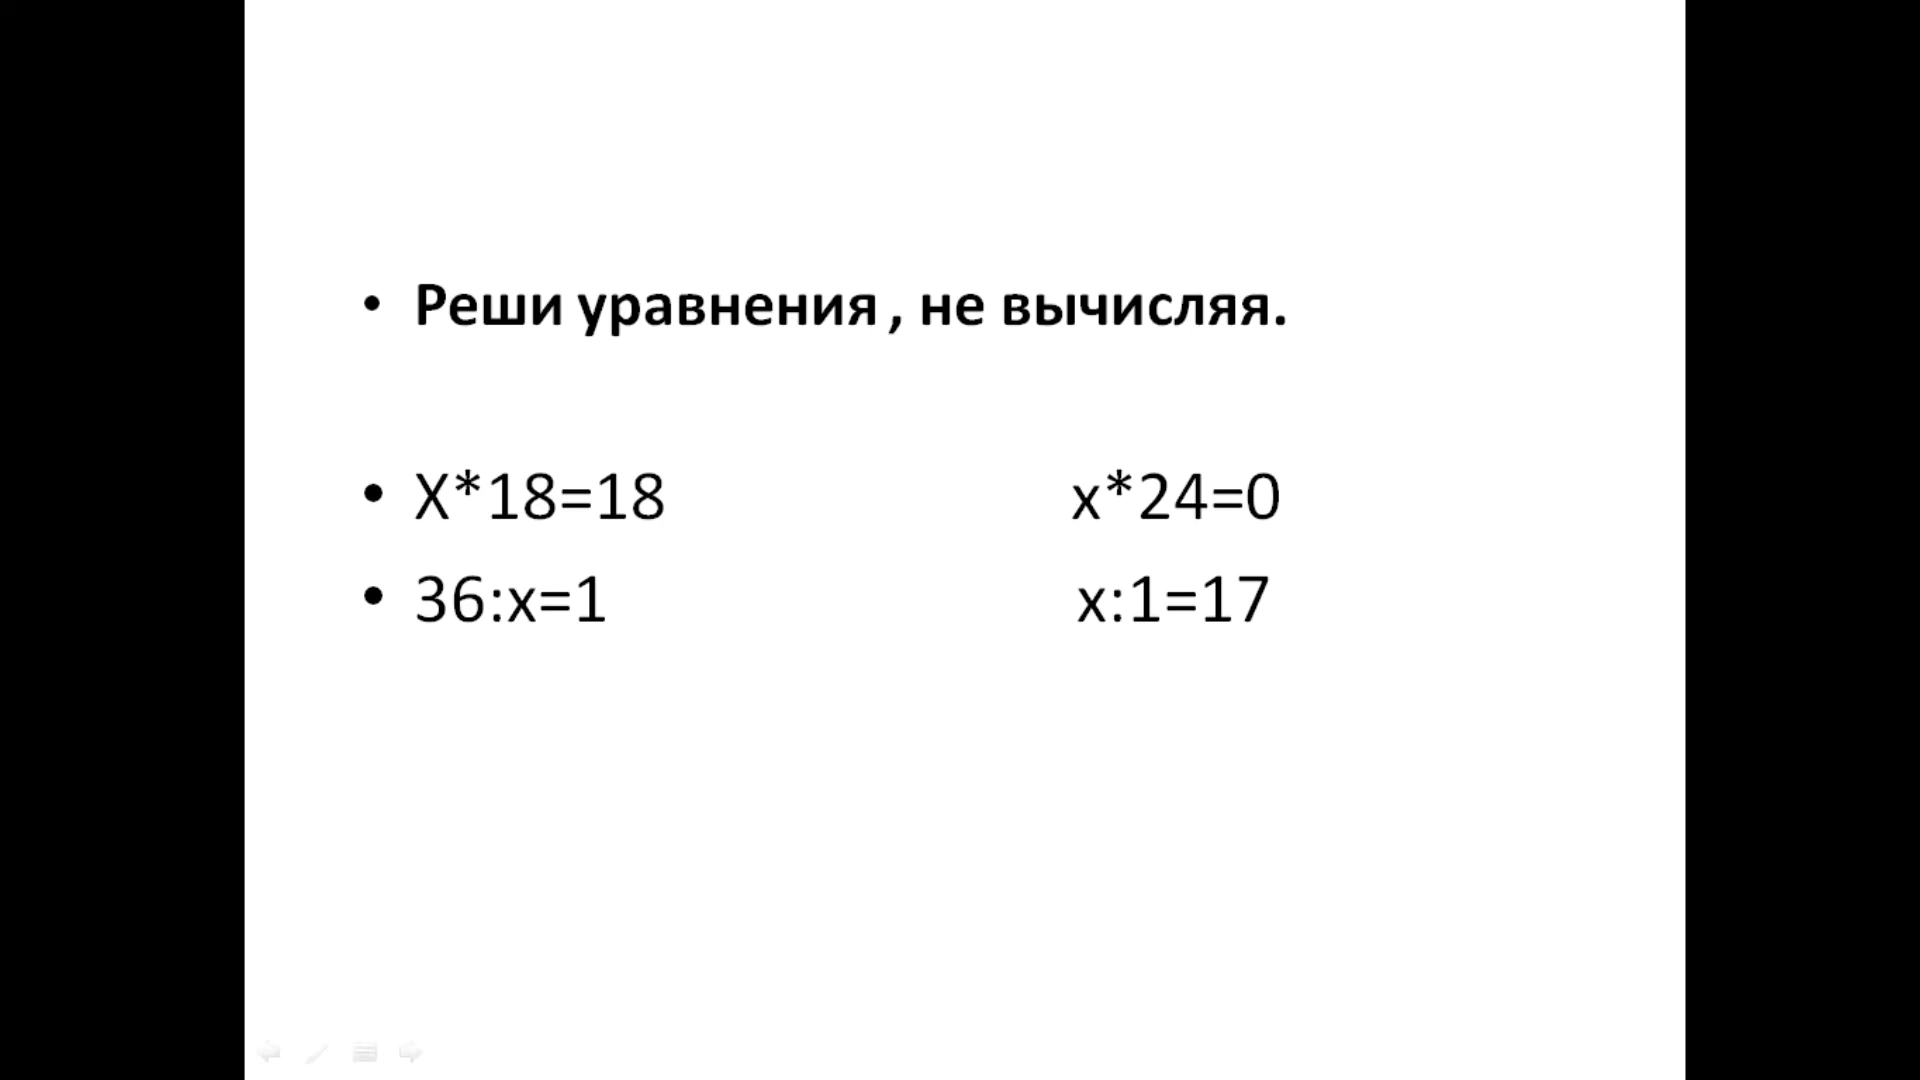 • Реши уравнения , не вычисляя.
• Х*18=18 х*24=0
• 36:х=1 х:1=17